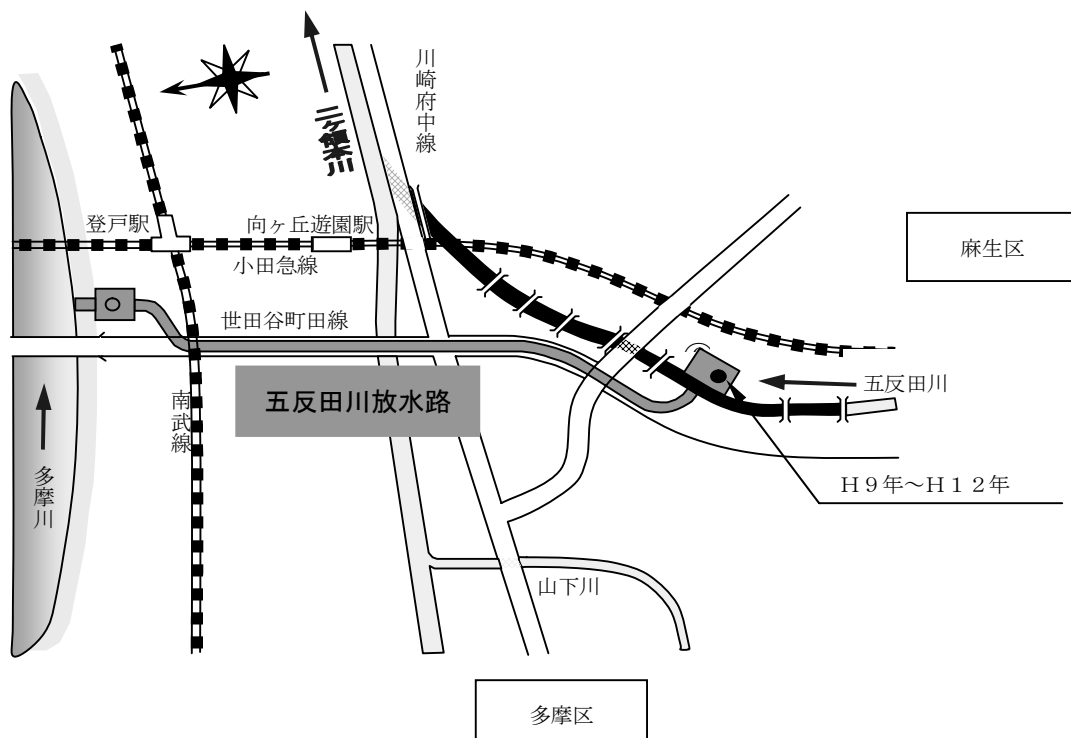 二ヶ領本川
川崎府中線
登戸駅
向ヶ丘遊園駅
小田急線
麻生区
世田谷町田線
五反田川放水路
五反田川
南武線
多摩川
Ｈ９年～Ｈ１２年
山下川
多摩区